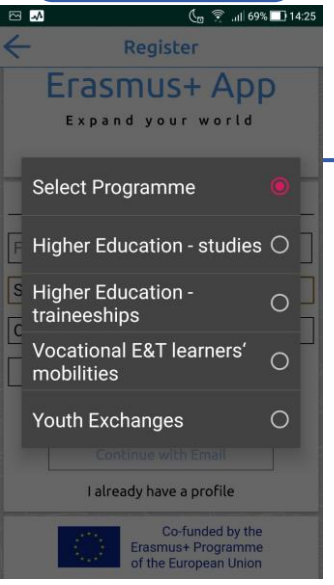 69% 14:25
Register
Erasmus+ App
Expand your world
Select Programme
Higher Education - studies
Higher Education -
traineeships
Vocational E&T learners‘
mobilities
Youth Exchanges
F
S
C
Continue with Email
I already have a profile
Co-funded by the
Erasmus+ Programme
of the European Union